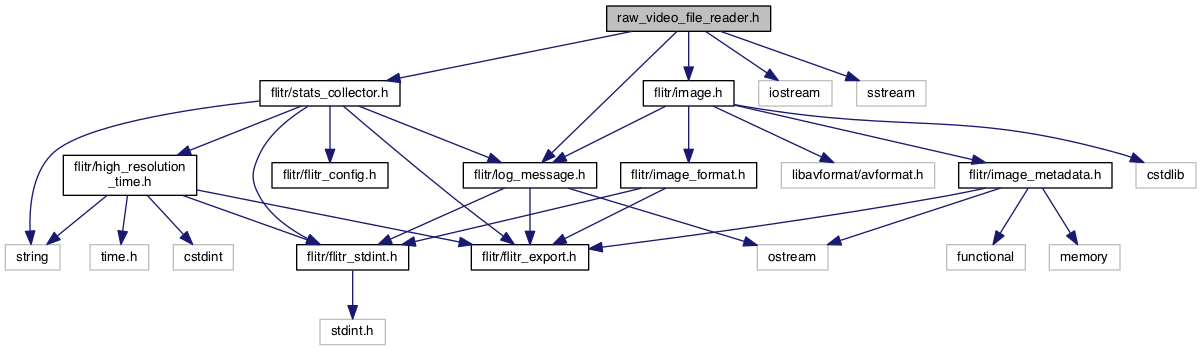 raw_video_file_reader.h
flitr/stats_collector.h
flitr/image.h
iostream
sstream
flitr/high_resolution
_time.h
flitr/flitr_config.h
flitr/log_message.h
flitr/image_format.h
libavformat/avformat.h
flitr/image_metadata.h
cstdlib
string
time.h
cstdint
flitr/flitr_stdint.h
flitr/flitr_export.h
ostream
functional
memory
stdint.h